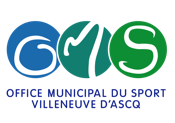 OMS
OFFICE MUNICIPAL DU SPORT
VILLENEUVE D'ASCQ